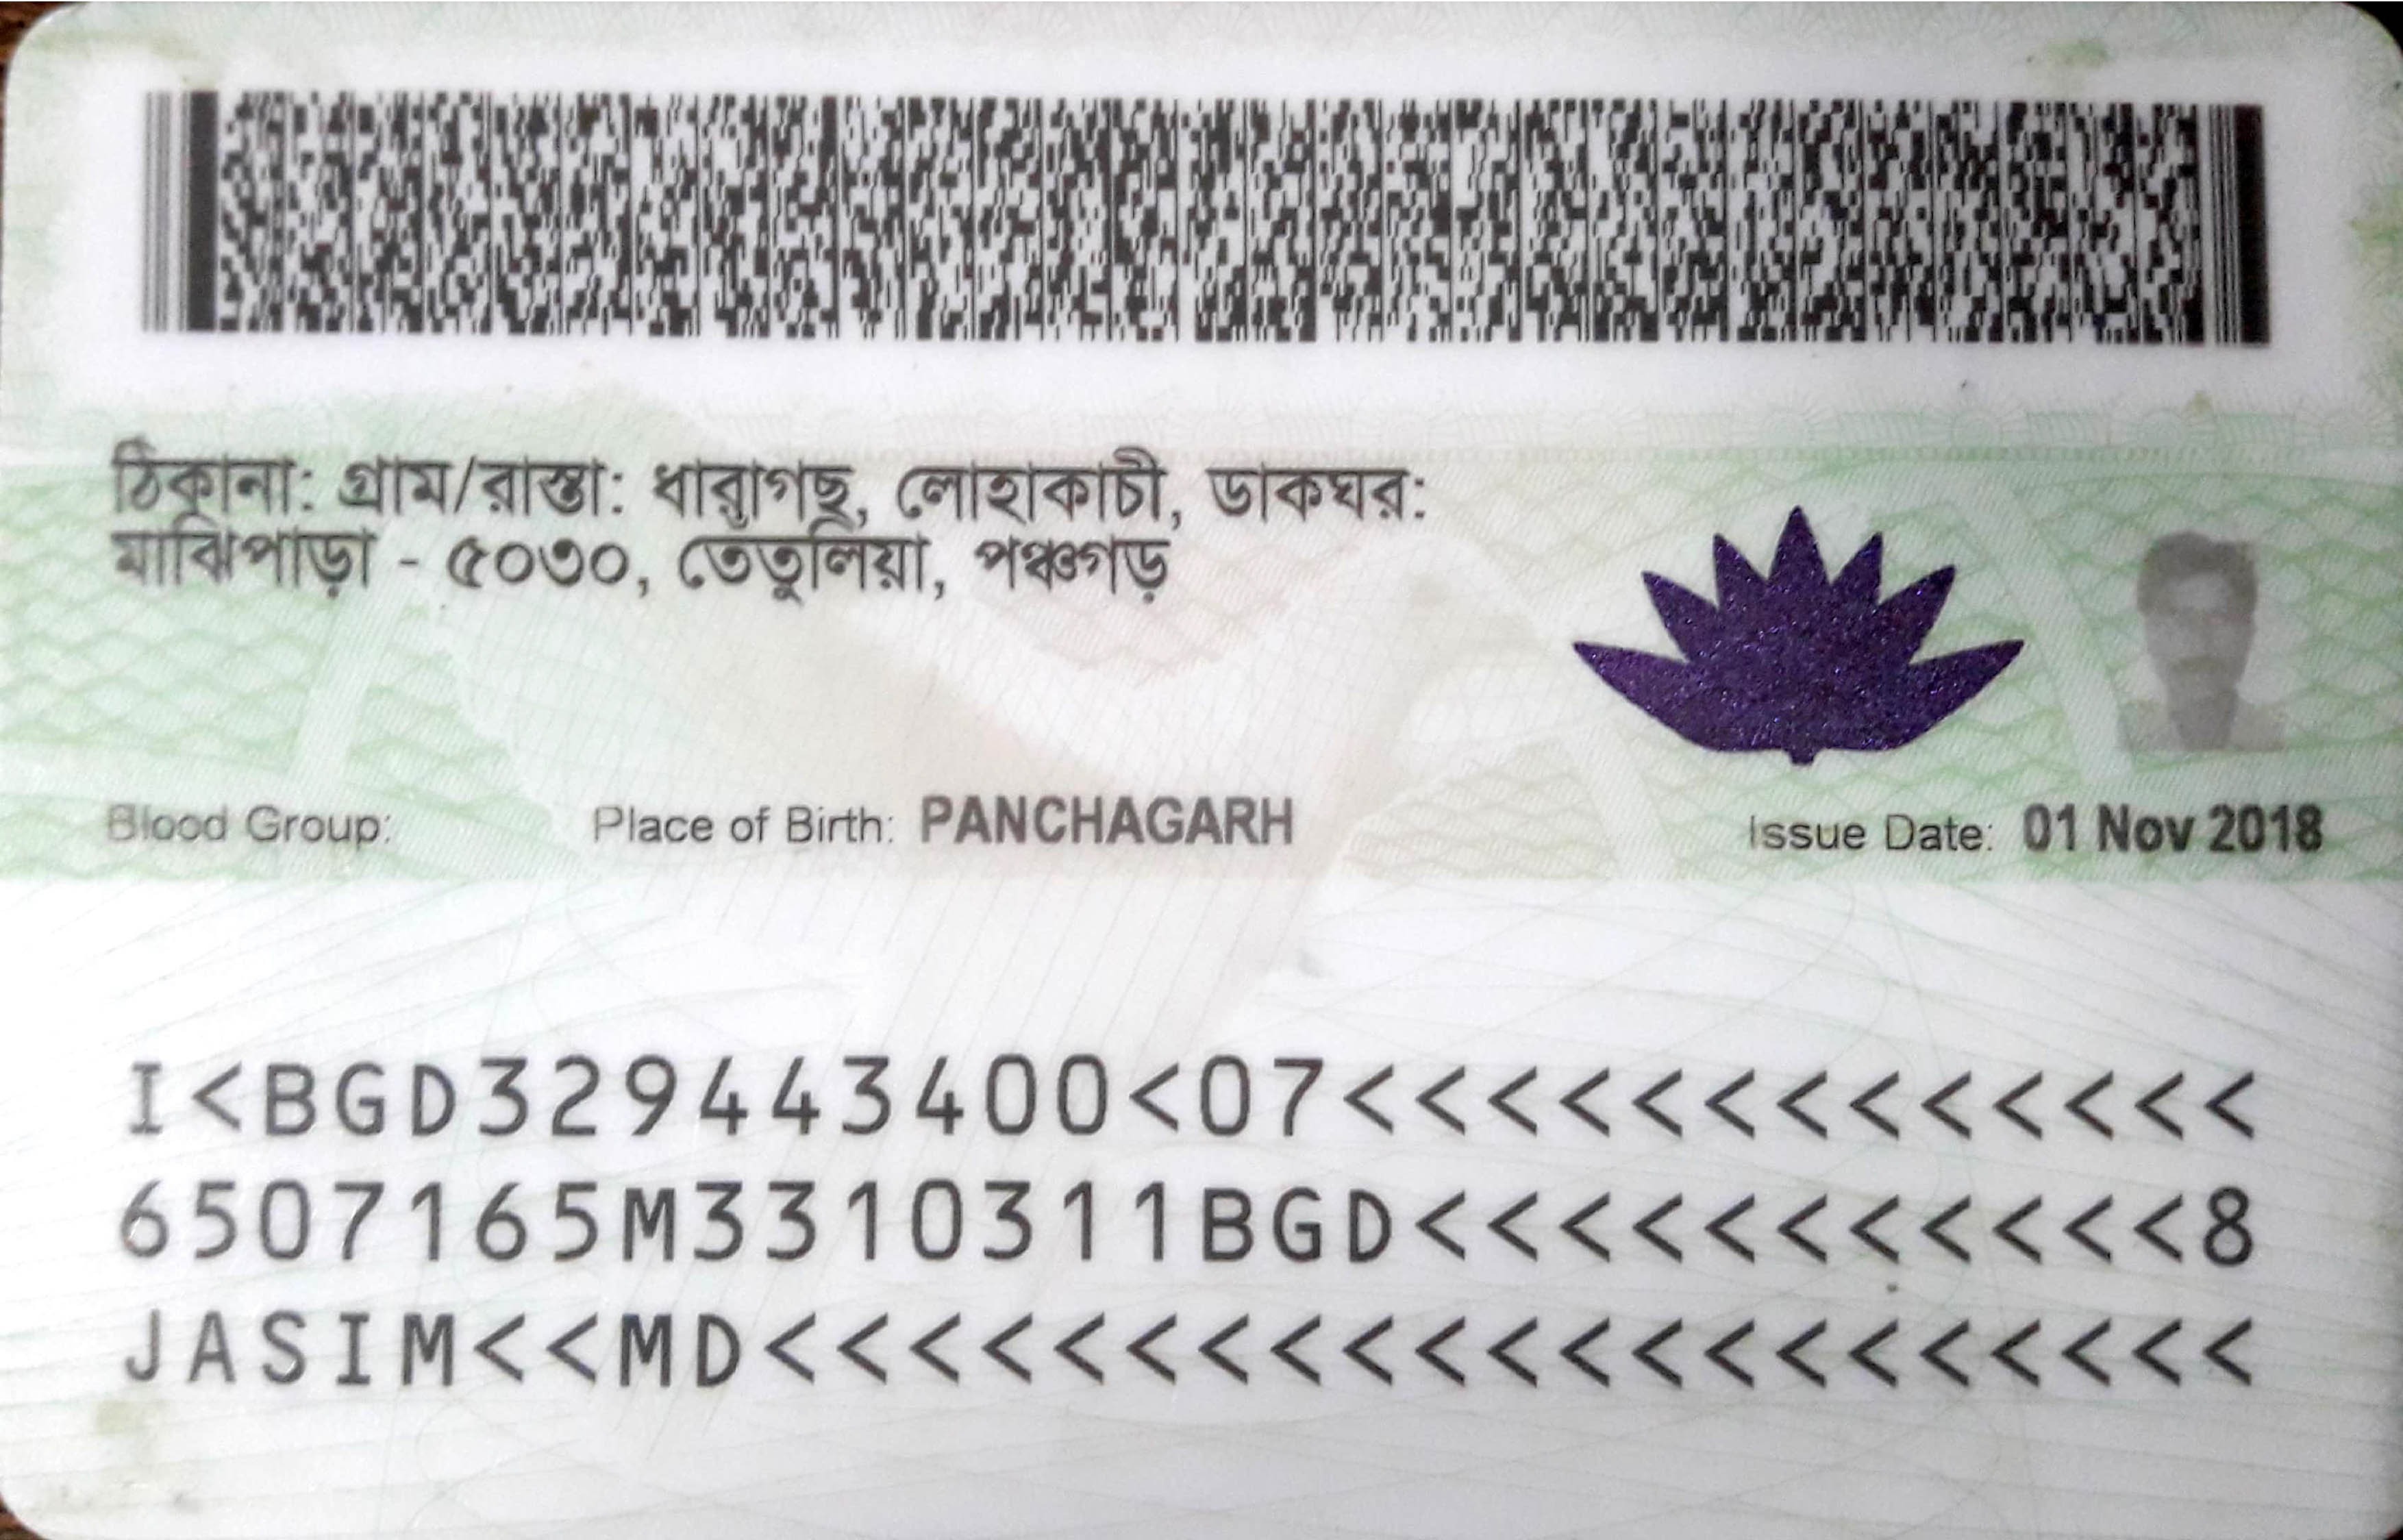 ঠিকানা: গ্রাম/রাস্তা: ধারাগছ, লোহাকাচী, ডাকঘর:
মাঝিপাড়া - ৫০৩০, তেঁতুলিয়া, পঞ্চগড়
Blood Group: Place of Birth: PANCHAGARH Issue Date: 01 Nov 2018
I<BGD329443400<07<<<<<<<<<<<<<
6507165M3310311BGD<<<<<<<<<<<8
JASIM<<MD<<<<<<<<<<<<<<<<<<<<<